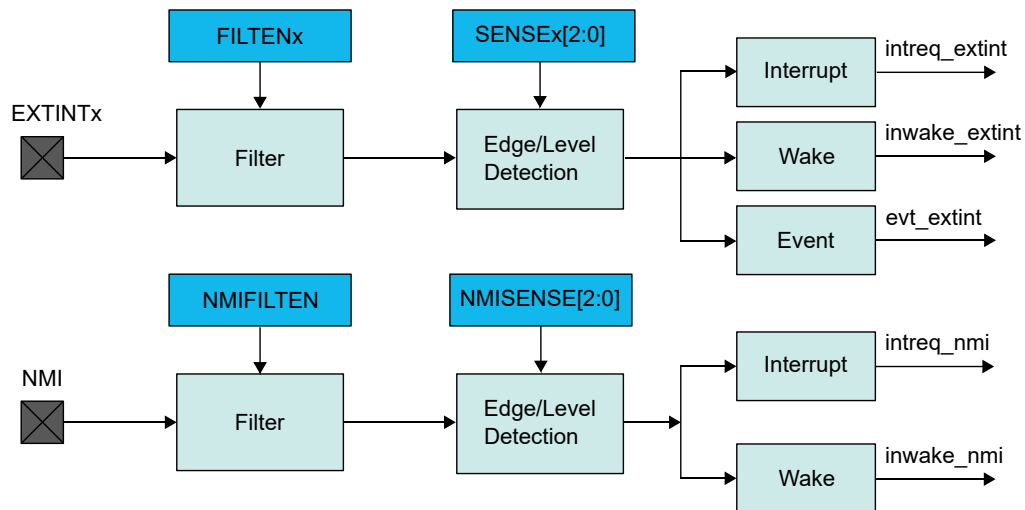 FILTENx
SENSEx[2:0]
intreq_extint
Interrupt
EXTINTx
inwake_extint
Filter
Edge/Level
Detection
Wake
evt_extint
Event
NMIFILTEN
NMISENSE[2:0]
intreq_nmi
Interrupt
NMI
Filter
Edge/Level
Detection
inwake_nmi
Wake